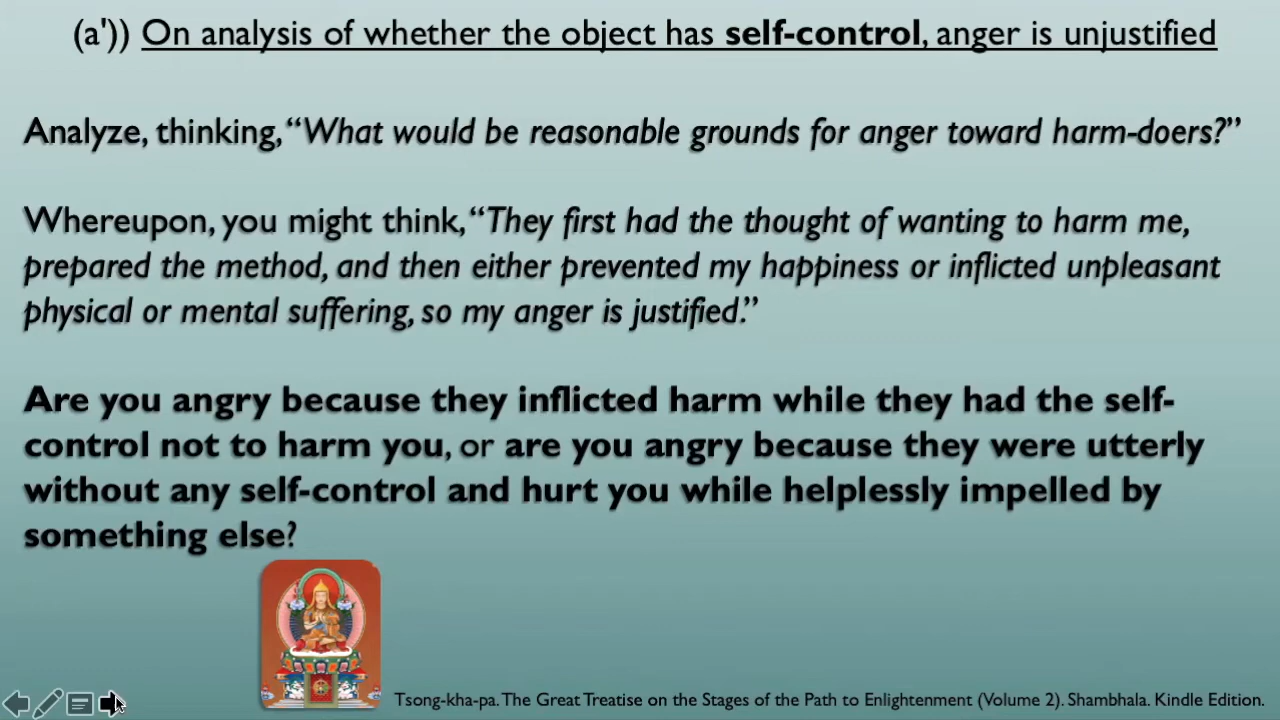 (a')) On analysis of whether the object has self-control, anger is unjustified
Analyze, thinking, “What would be reasonable grounds for anger toward harm-doers?”
Whereupon, you might think, “They first had the thought of wanting to harm me,
prepared the method, and then either prevented my happiness or inflicted unpleasant
physical or mental suffering, so my anger is justified.”
Are you angry because they inflicted harm while they had the self-
control not to harm you, or are you angry because they were utterly
without any self-control and hurt you while helplessly impelled by
something else?
Tsong-kha-pa. The Great Treatise on the Stages of the Path to Enlightenment (Volume 2). Shambhala. Kindle Edition.